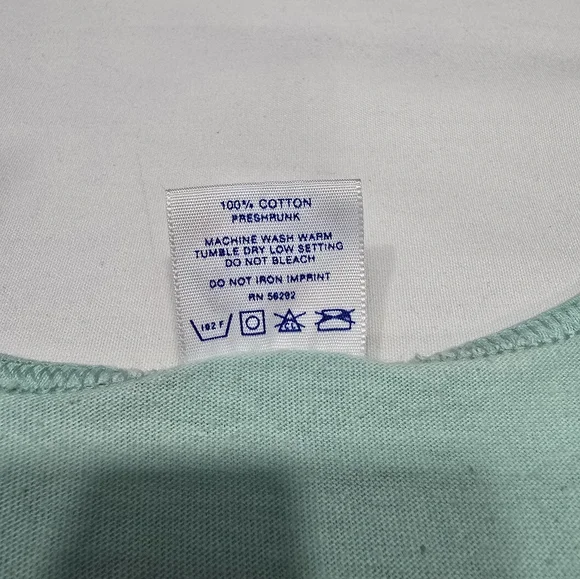 100% COTTON
PRESHRUNK
MACHINE WASH WARM
TUMBLE DRY LOW SETTING
DO NOT BLEACH
DO NOT IRON IMPRINT
RN 56292
102 F